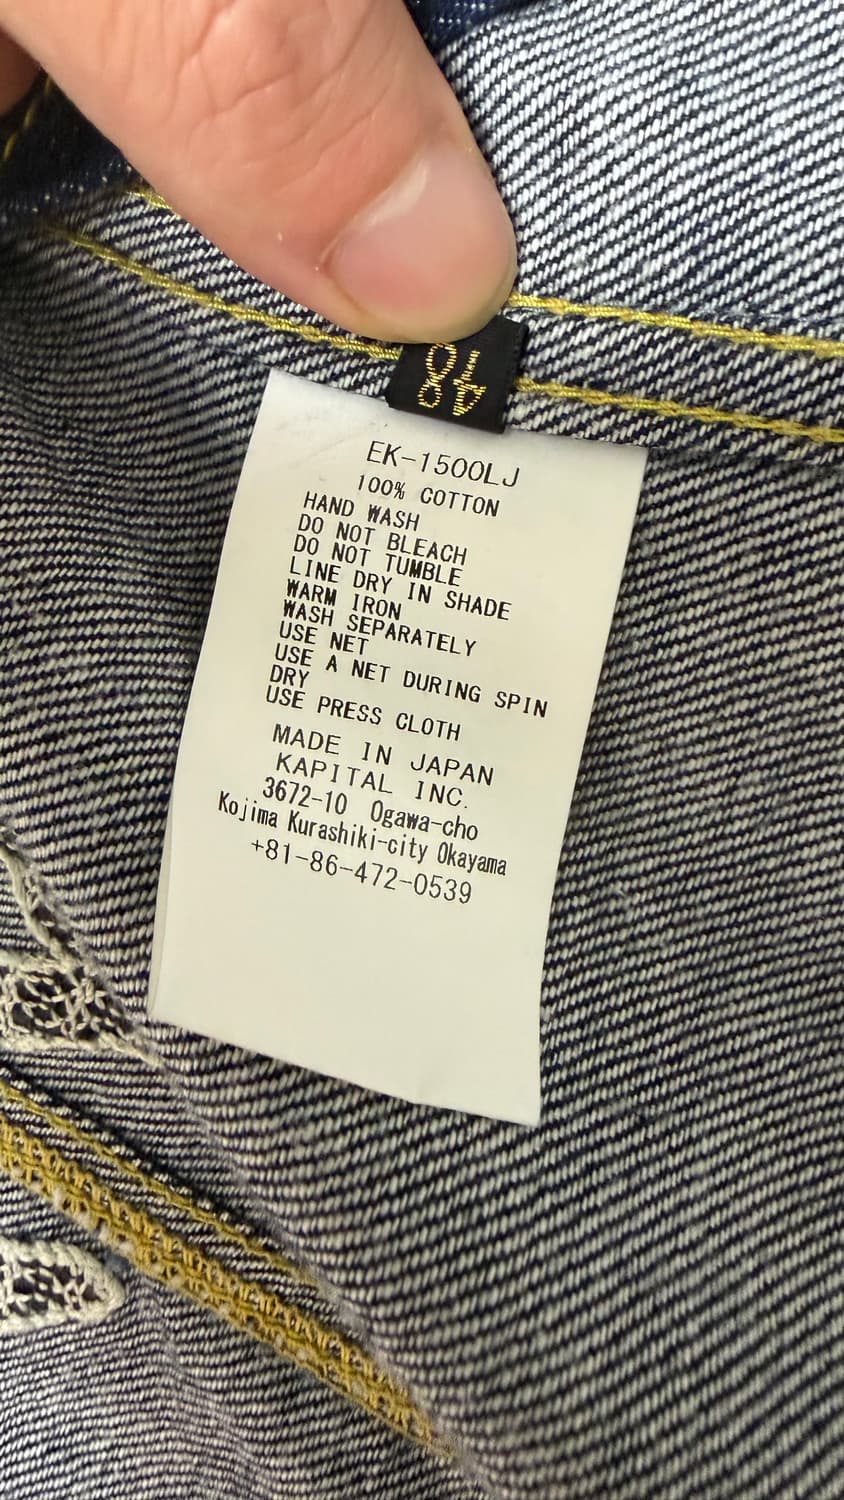 48
EK-1500LJ
100% COTTON
HAND WASH
DO NOT BLEACH
DO NOT TUMBLE
LINE DRY IN SHADE
WARM IRON
WASH SEPARATELY
USE NET
USE A NET DURING SPIN
DRY
USE PRESS CLOTH
MADE IN JAPAN
KAPITAL INC.
3672-10 Ogawa-cho
Kojima Kurashiki-city Okayama
+81-86-472-0539